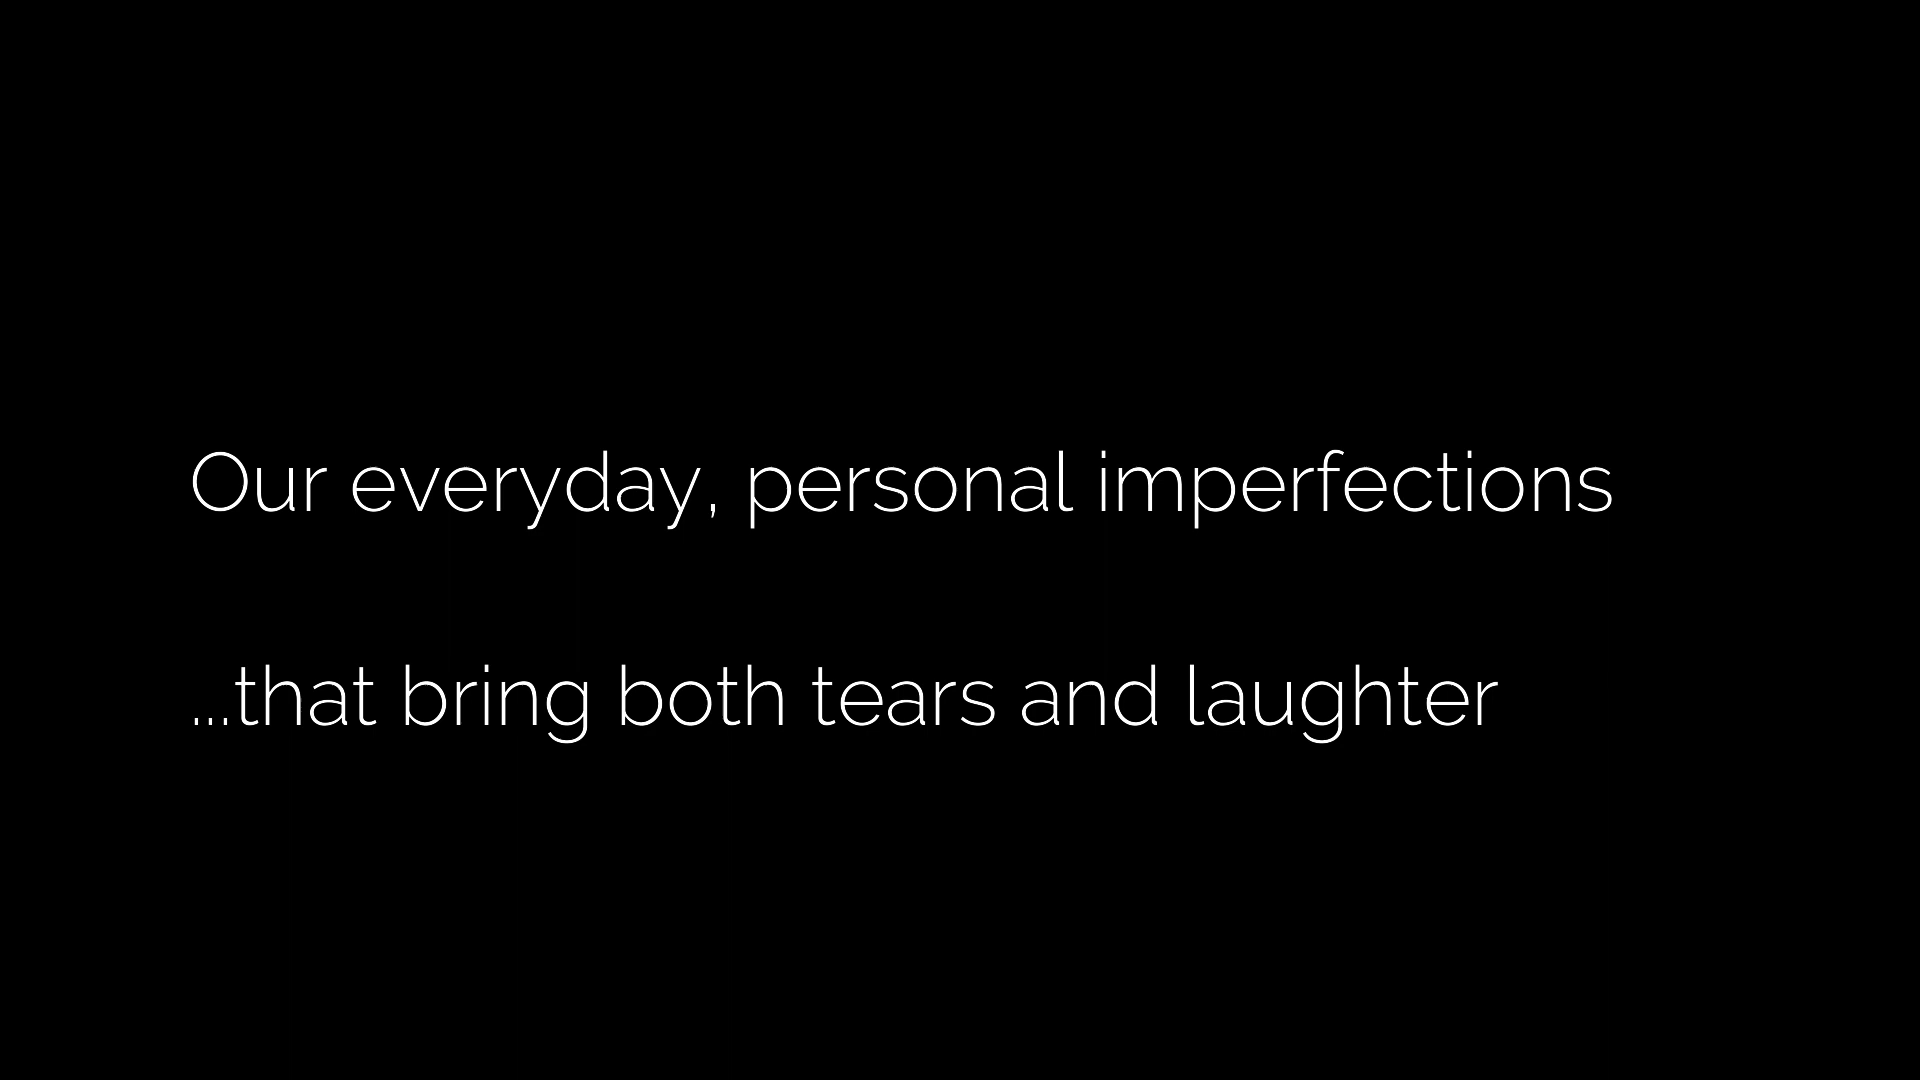 Our everyday, personal imperfections
...that bring both tears and laughter